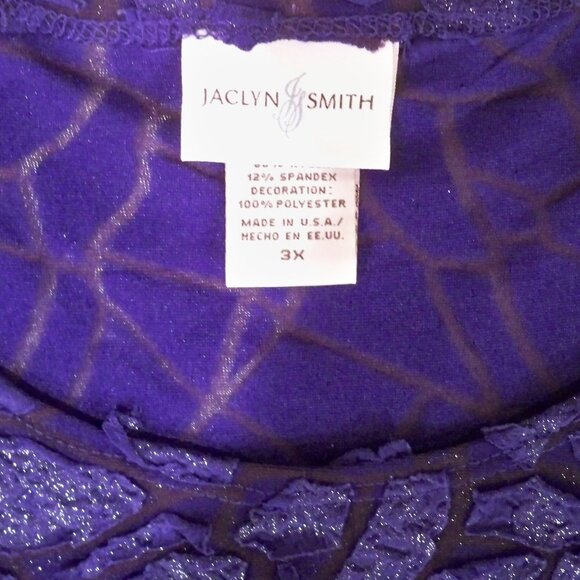 JACLYN SMITH
12% SPANDEX
DECORATION:
100% POLYESTER
MADE IN U.S.A./
HECHO EN EE.UU.
3X